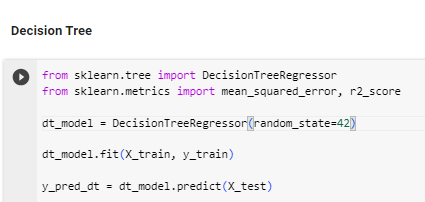 Decision Tree
from sklearn.tree import DecisionTreeRegressor
from sklearn.metrics import mean_squared_error, r2_score
dt_model = DecisionTreeRegressor(random_state=42)
dt_model.fit(X_train, y_train)
y_pred_dt = dt_model.predict(X_test)